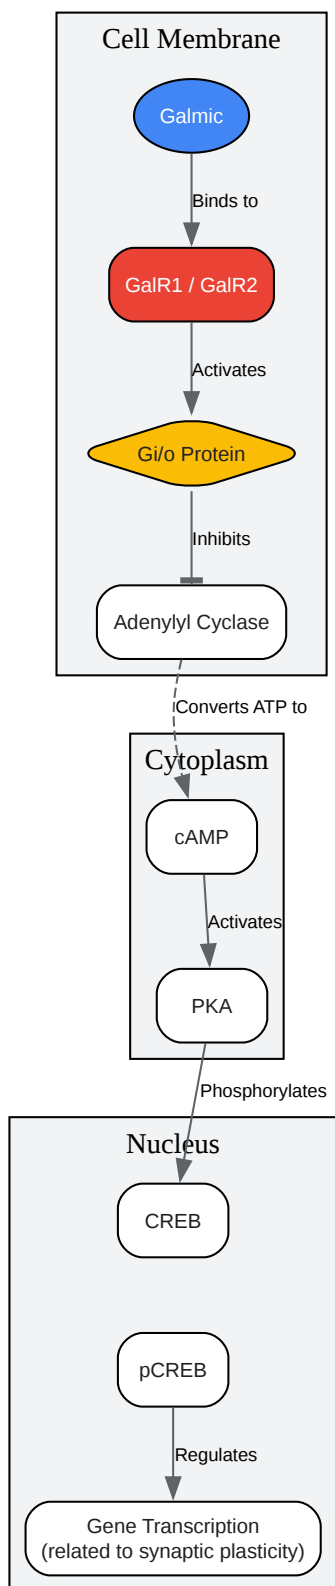 Cell Membrane
Galmic
Binds to
GalR1 / GalR2
Activates
Gi/o Protein
Inhibits
Adenylyl Cyclase
Converts ATP to
Cytoplasm
cAMP
Activates
PKA
Phosphorylates
Nucleus
CREB
pCREB
Regulates
Gene Transcription
(related to synaptic plasticity)